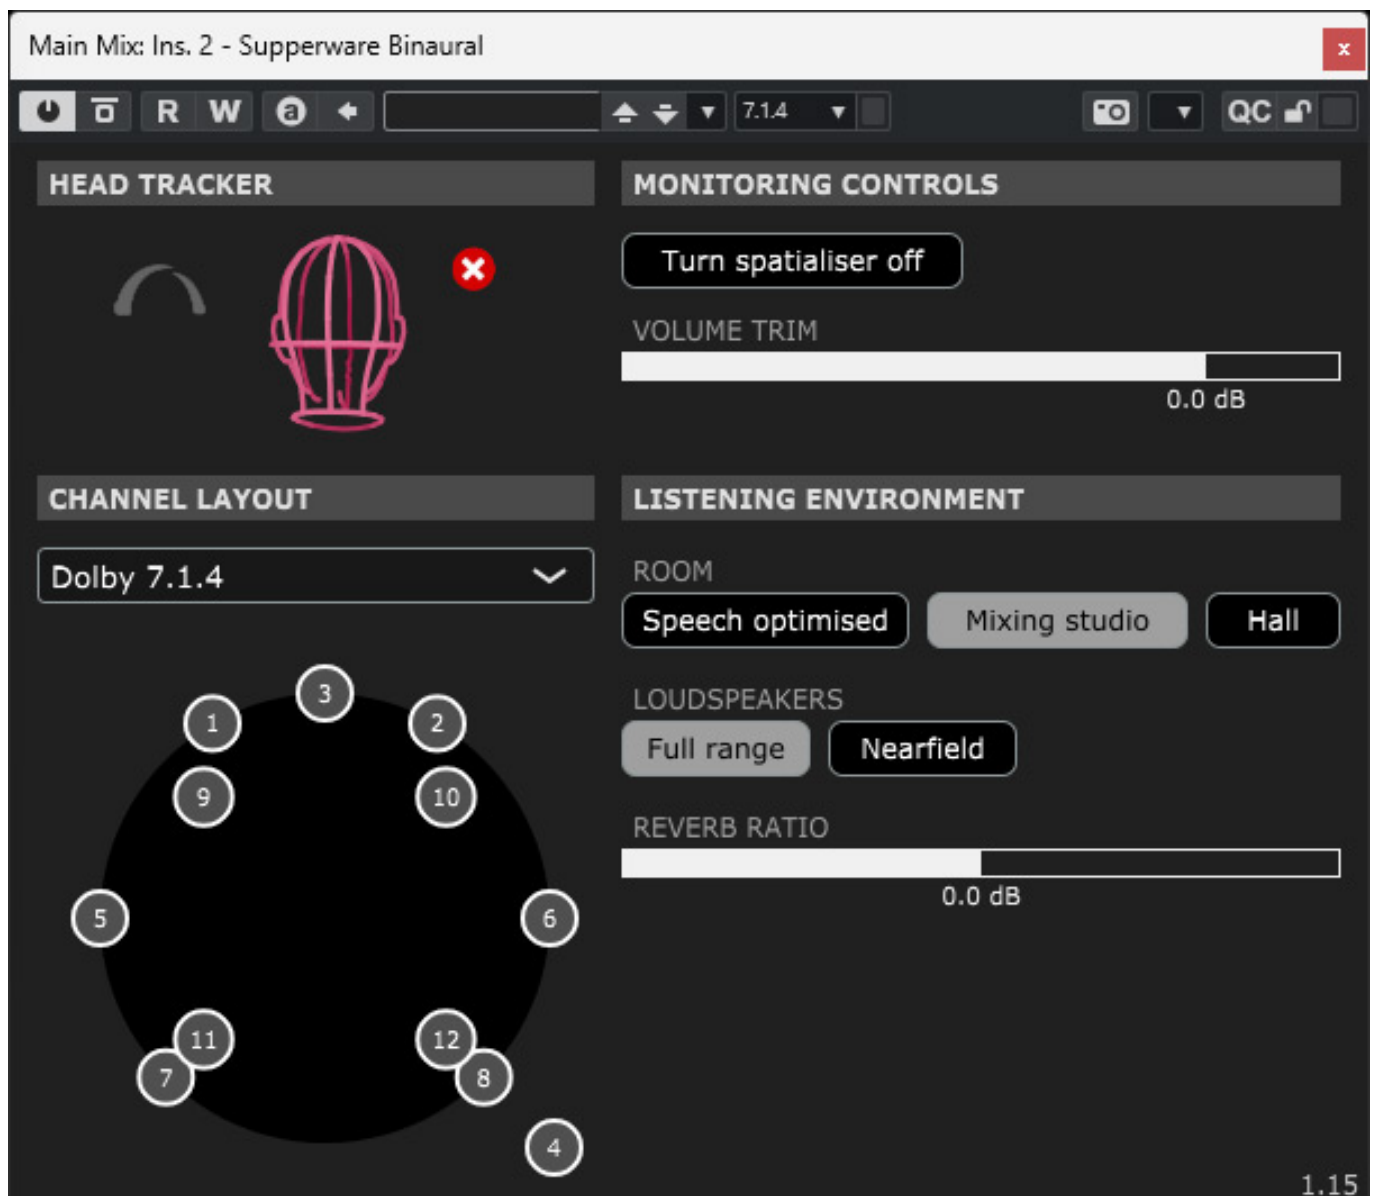 Main Mix: Ins. 2 - Supperware Binaural
x
R W a 7.1.4 QC
HEAD TRACKER
MONITORING CONTROLS
Turn spatialiser off
VOLUME TRIM
0.0 dB
CHANNEL LAYOUT
Dolby 7.1.4
3
1
2
9
10
5
6
11
12
7
8
4
LISTENING ENVIRONMENT
ROOM
Speech optimised Mixing studio Hall
LOUDSPEAKERS
Full range Nearfield
REVERB RATIO
0.0 dB
1.15